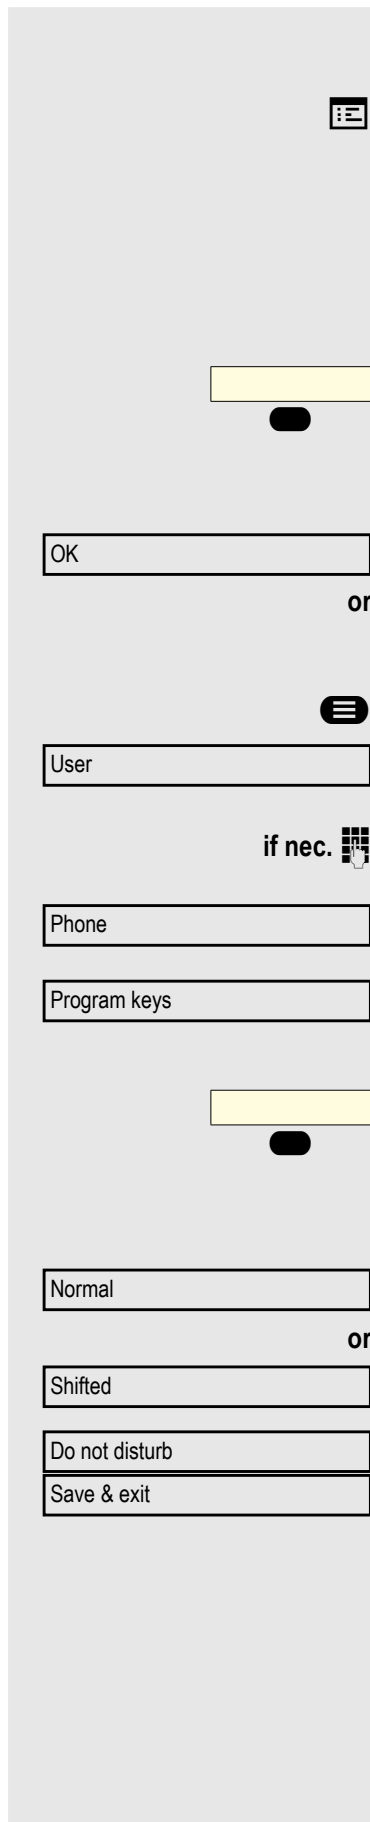 OK
or
User
if nec.
Phone
Program keys
Normal
or
Shifted
Do not disturb
Save & exit